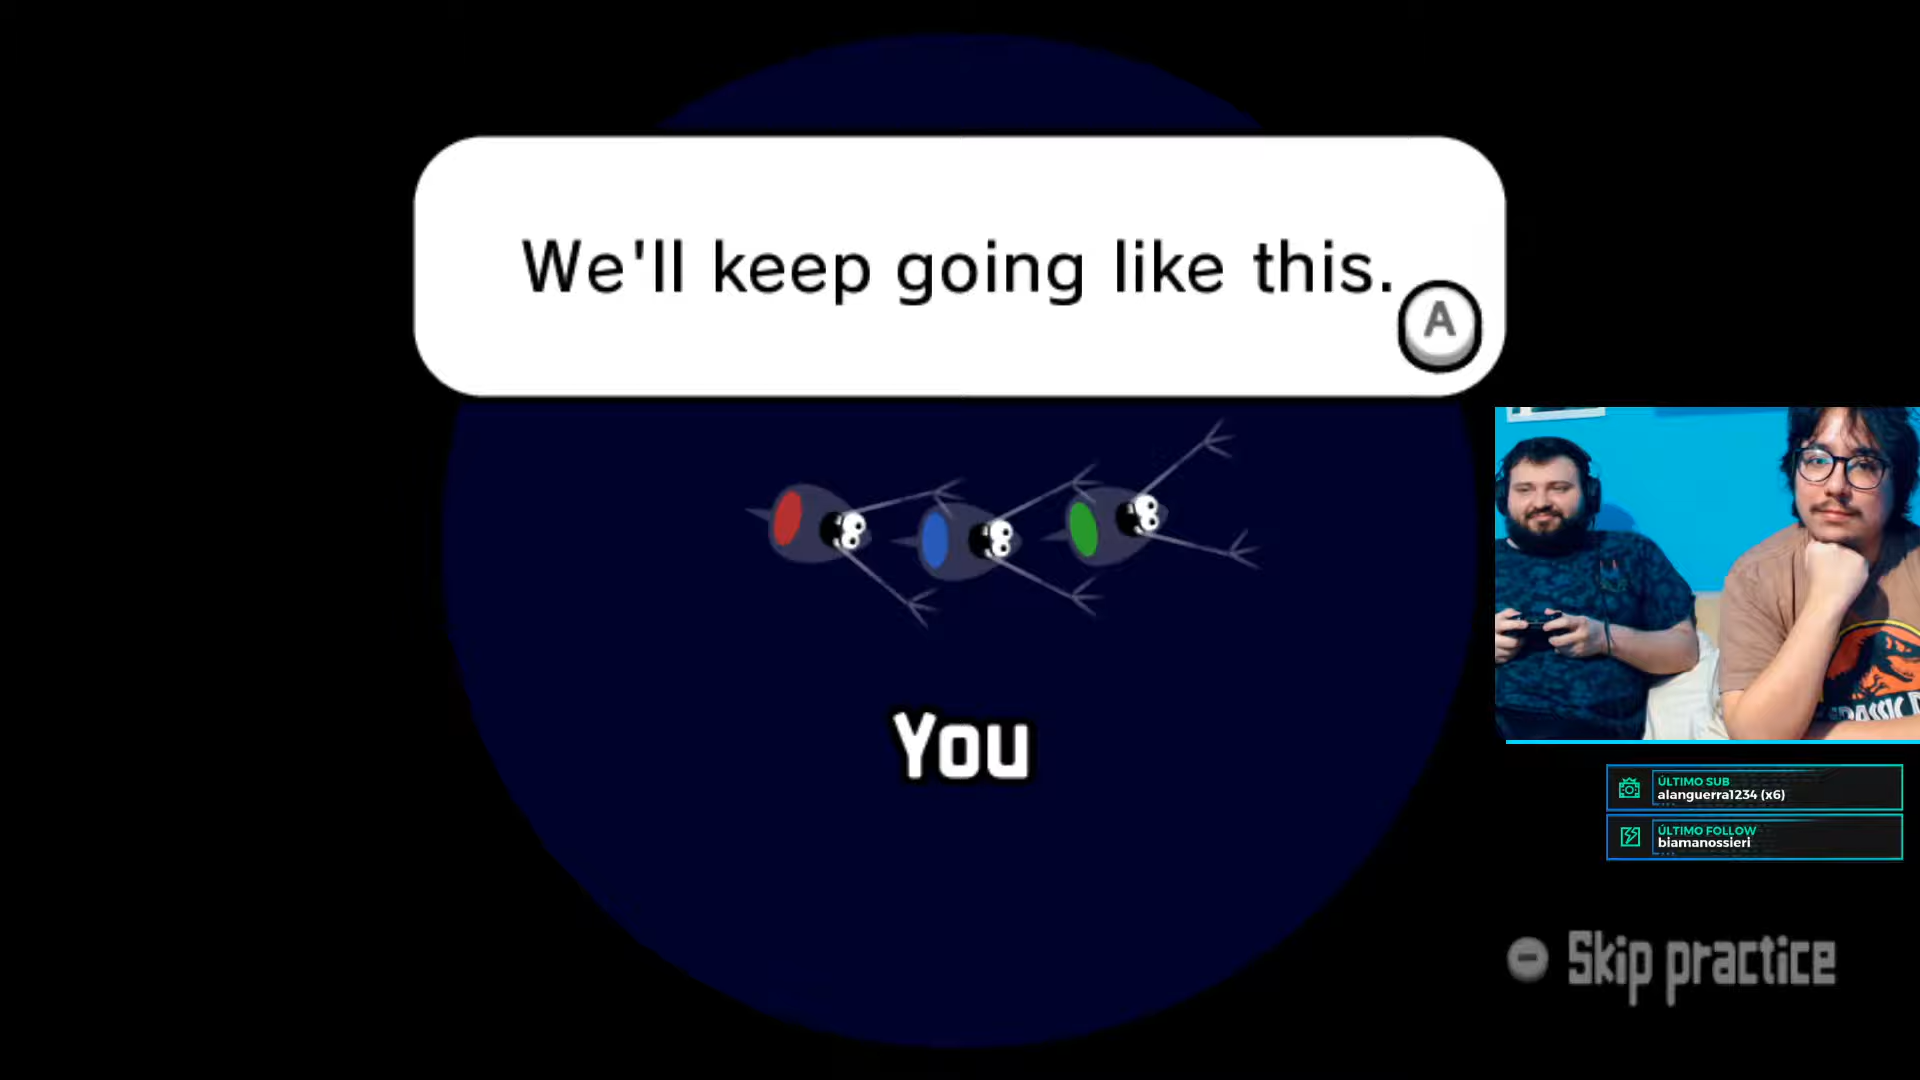 We'll keep going like this.
A
You
ÚLTIMO SUB
alanguerra1234 (x6)
ÚLTIMO FOLLOW
biamanossieri
Skip practice